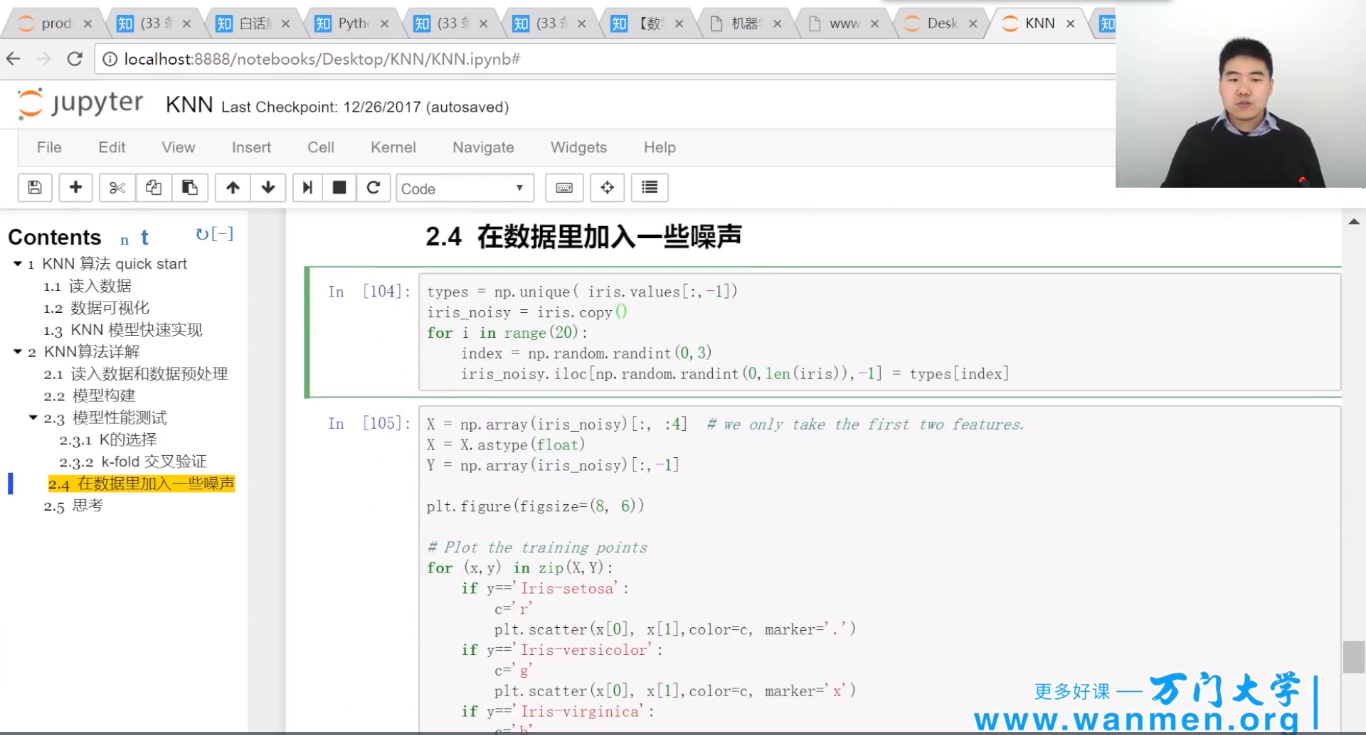 prod
(33 条
白话
Pyth
(33 条
(33 条
【数
机器
www
Desk
KNN
localhost:8888/notebooks/Desktop/KNN/KNN.ipynb#
jupyter KNN Last Checkpoint: 12/26/2017 (autosaved)
File Edit View Insert Cell Kernel Navigate Widgets Help
Code
Contents n t ↻[-]
1 KNN 算法 quick start
1.1 读入数据
1.2 数据可视化
1.3 KNN 模型快速实现
2 KNN算法详解
2.1 读入数据和数据预处理
2.2 模型构建
2.3 模型性能测试
2.3.1 K的选择
2.3.2 k-fold 交叉验证
2.4 在数据里加入一些噪声
2.5 思考
2.4 在数据里加入一些噪声
In [104]: types = np.unique( iris.values[:,-1])
iris_noisy = iris.copy()
for i in range(20):
    index = np.random.randint(0,3)
    iris_noisy.iloc[np.random.randint(0,len(iris)),-1] = types[index]
In [105]: X = np.array(iris_noisy)[:, :4] # we only take the first two features.
X = X.astype(float)
Y = np.array(iris_noisy)[:,-1]
plt.figure(figsize=(8, 6))
# Plot the training points
for (x,y) in zip(X,Y):
    if y=='Iris-setosa':
        c='r'
        plt.scatter(x[0], x[1],color=c, marker='.')
    if y=='Iris-versicolor':
        c='g'
        plt.scatter(x[0], x[1],color=c, marker='x')
    if y=='Iris-virginica':
更多好课 — 万门大学
www.wanmen.org